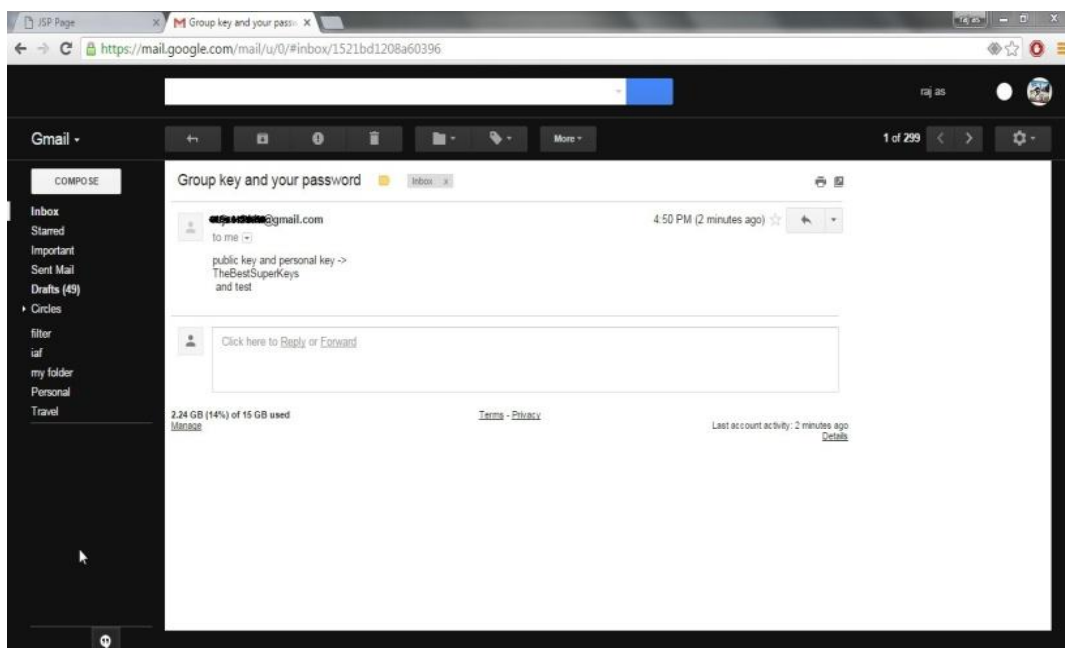 JSP Page
Group key and your passw
raj as
https://mail.google.com/mail/u/0/#inbox/1521bd1208a60396
raj as
Gmail
More
1 of 299
COMPOSE
Group key and your password
Inbox x
Inbox
Starred
Important
Sent Mail
Drafts (49)
Circles
filter
iaf
my folder
Personal
Travel
@gmail.com
4:50 PM (2 minutes ago)
to me
public key and personal key ->
TheBestSuperKeys
and test
Click here to Reply or Forward
2.24 GB (14%) of 15 GB used
Manage
Terms - Privacy
Last account activity: 2 minutes ago
Details